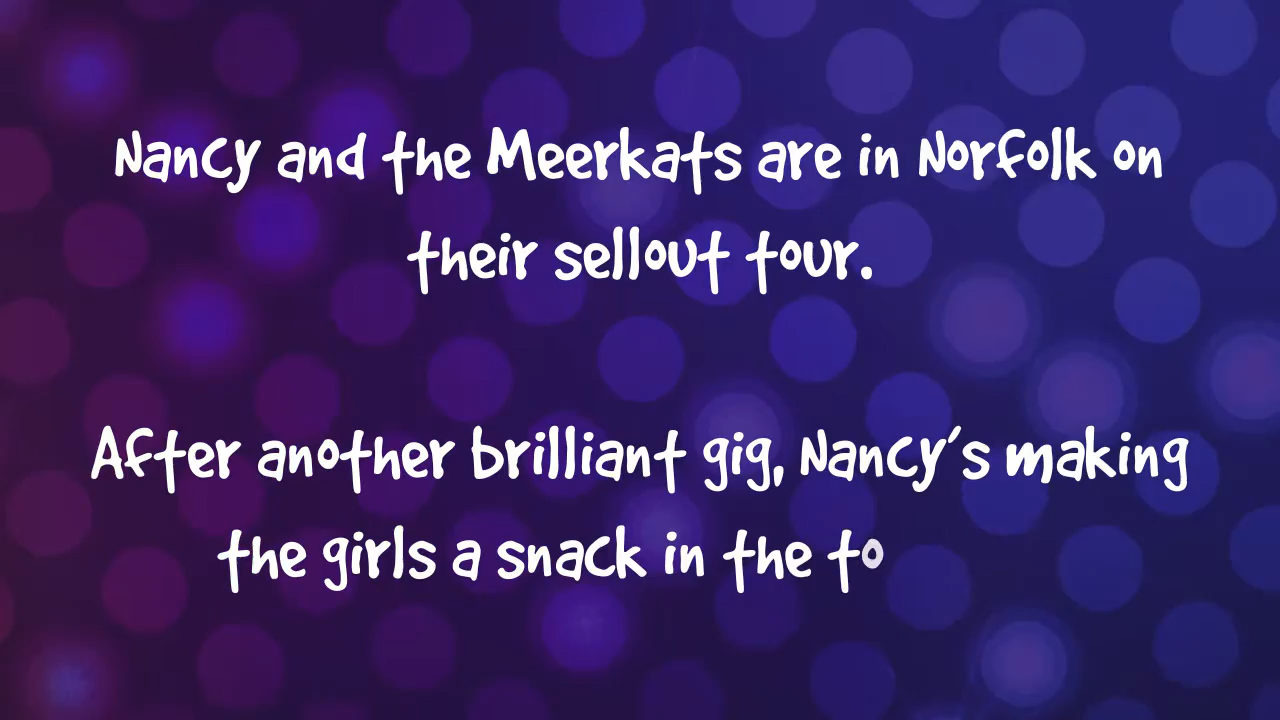 Nancy and the Meerkats are in Norfolk on
their sellout tour.
After another brilliant gig, Nancy's making
the girls a snack in the to